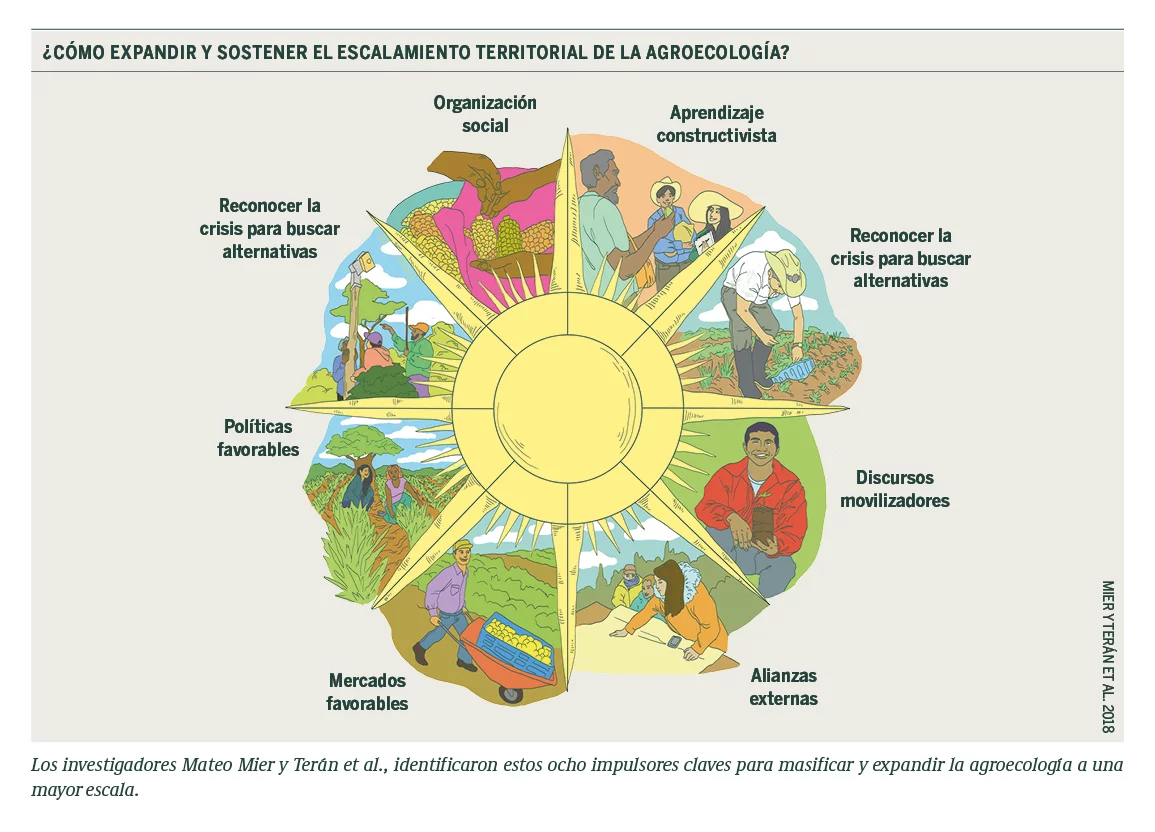 ¿CÓMO EXPANDIR Y SOSTENER EL ESCALAMIENTO TERRITORIAL DE LA AGROECOLOGÍA?
Organización
social
Aprendizaje
constructivista
Reconocer la
crisis para buscar
alternativas
Reconocer la
crisis para buscar
alternativas
Políticas
favorables
Discursos
movilizadores
Mercados
favorables
Alianzas
externas
MIER Y TERÁN ET AL. 2018
Los investigadores Mateo Mier y Terán et al., identificaron estos ocho impulsores claves para masificar y expandir la agroecología a una
mayor escala.